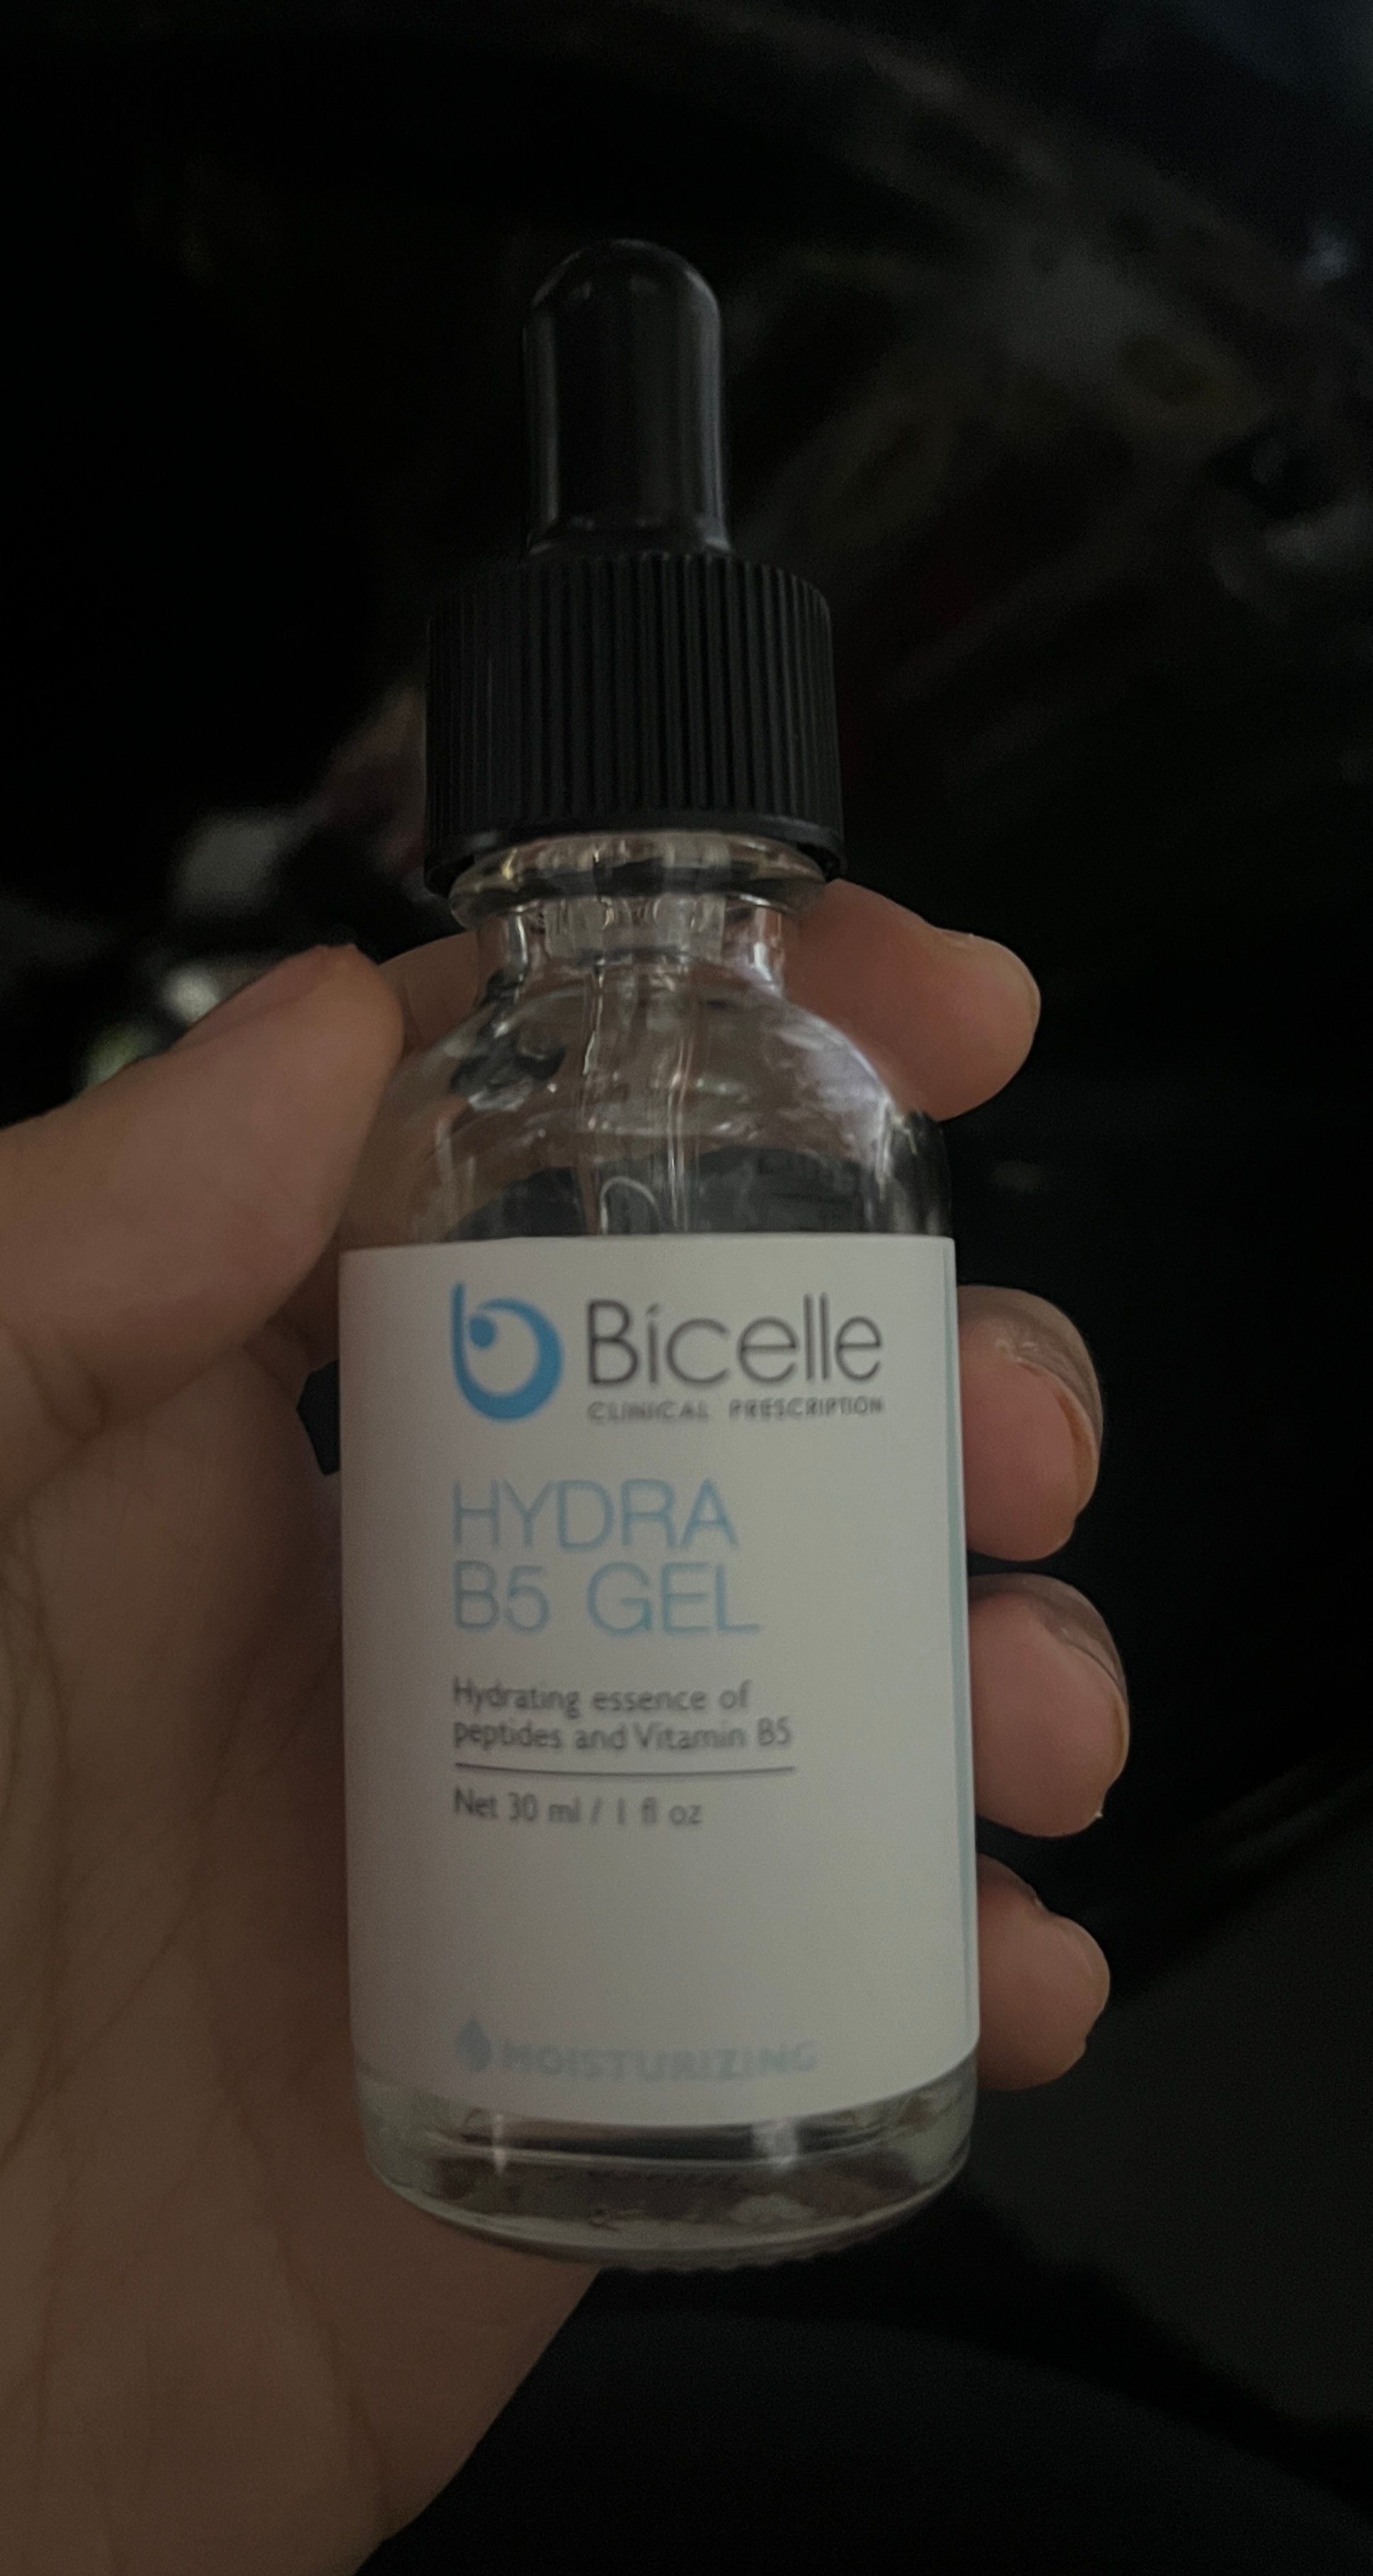 Bicelle
CLINICAL PRESCRIPTION
HYDRA
B5 GEL
Hydrating essence of
peptides and Vitamin B5
Net 30 ml / 1 fl oz
MOISTURIZING